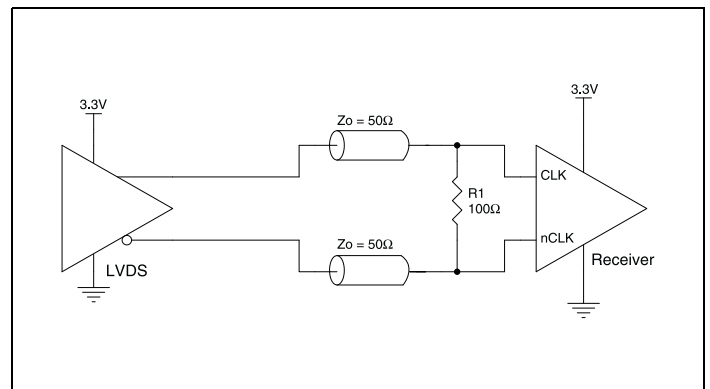 3.3V
3.3V
Zo = 50Ω
CLK
R1
100Ω
nCLK
Zo = 50Ω
LVDS
Receiver